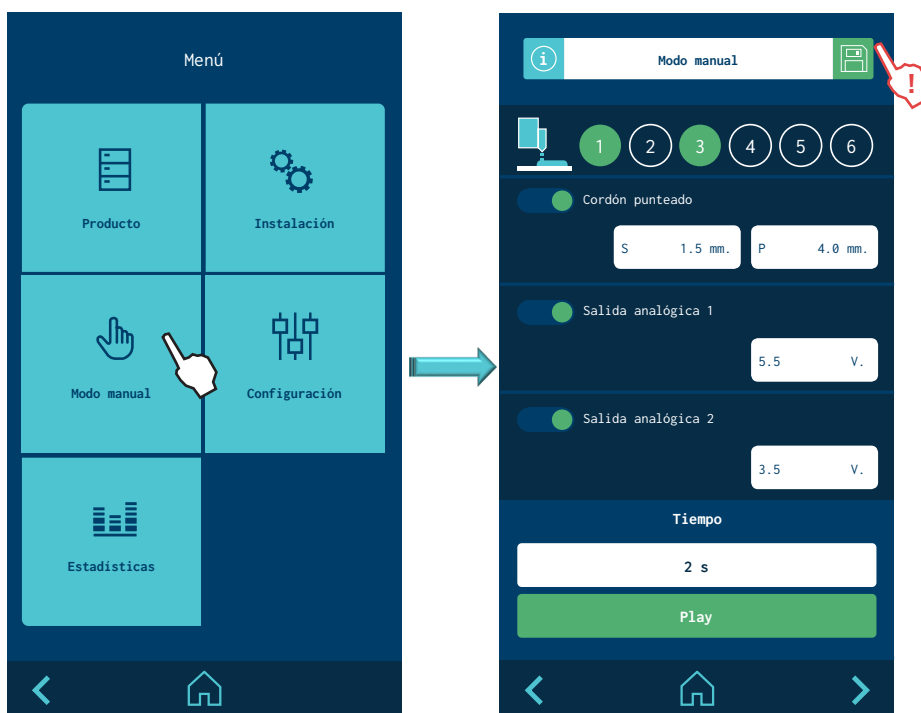 Menú
Producto
Instalación
Modo manual
Configuración
Estadísticas
i
Modo manual
!
1 2 3 4 5 6
Cordón punteado
S 1.5 mm. P 4.0 mm.
Salida analógica 1
5.5 V.
Salida analógica 2
3.5 V.
Tiempo
2 s
Play